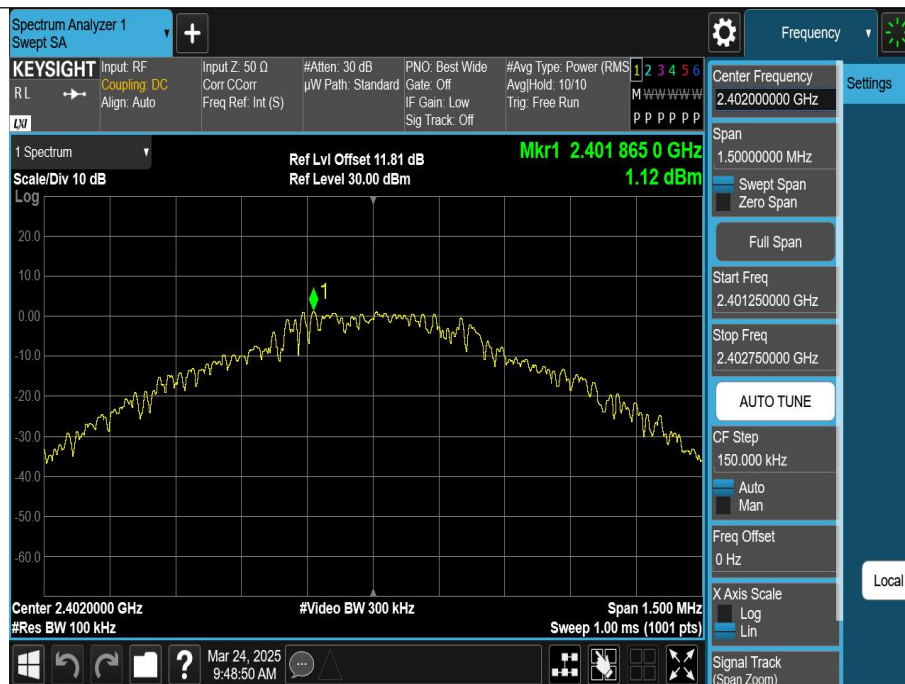 Spectrum Analyzer 1
Swept SA
Frequency
KEYSIGHT
RL
LXI
Input: RF
Coupling: DC
Align: Auto
Input Z: 50 Ω
Corr CCorr
Freq Ref: Int (S)
#Atten: 30 dB
µW Path: Standard
PNO: Best Wide
Gate: Off
IF Gain: Low
Sig Track: Off
#Avg Type: Power (RMS
Avg|Hold: 10/10
Trig: Free Run
1 2 3 4 5 6
M W W W W W
P P P P P P
Settings
1 Spectrum
Scale/Div 10 dB
Log
Ref Lvl Offset 11.81 dB
Ref Level 30.00 dBm
Mkr1 2.401 865 0 GHz
1.12 dBm
20.0
10.0
1
0.00
-10.0
-20.0
-30.0
-40.0
-50.0
-60.0
Center 2.4020000 GHz
#Res BW 100 kHz
#Video BW 300 kHz
Span 1.500 MHz
Sweep 1.00 ms (1001 pts)
Center Frequency
2.402000000 GHz
Span
1.50000000 MHz
Swept Span
Zero Span
Full Span
Start Freq
2.401250000 GHz
Stop Freq
2.402750000 GHz
AUTO TUNE
CF Step
150.000 kHz
Auto
Man
Freq Offset
0 Hz
X Axis Scale
Log
Lin
Signal Track
(Span Zoom)
Local
?
Mar 24, 2025
9:48:50 AM